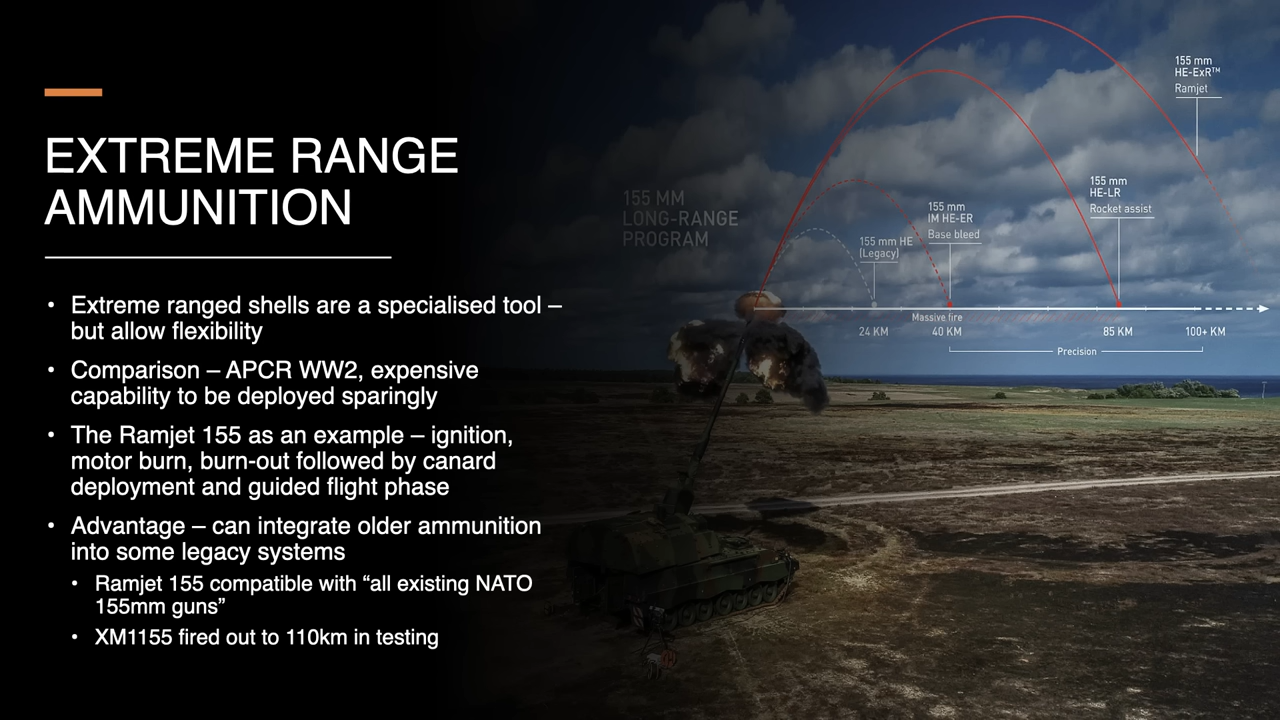 EXTREME RANGE
AMMUNITION
• Extreme ranged shells are a specialised tool –
but allow flexibility
• Comparison – APCR WW2, expensive
capability to be deployed sparingly
• The Ramjet 155 as an example – ignition,
motor burn, burn-out followed by canard
deployment and guided flight phase
• Advantage – can integrate older ammunition
into some legacy systems
• Ramjet 155 compatible with “all existing NATO
155mm guns”
• XM1155 fired out to 110km in testing
155 MM
LONG-RANGE
PROGRAM
155 mm HE
(Legacy)
155 mm
IM HE-ER
Base bleed
155 mm
HE-LR
Rocket assist
155 mm
HE-ExR™
Ramjet
Massive fire
24 KM
40 KM
85 KM
100+ KM
Precision